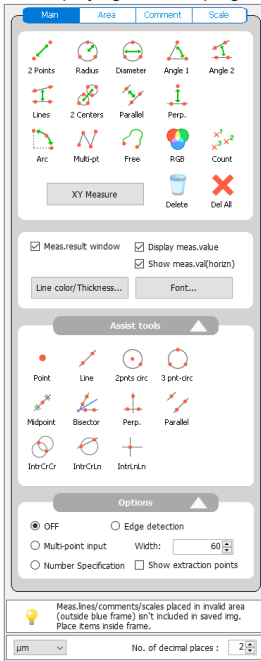 Main Area Comment Scale
2 Points Radius Diameter Angle 1 Angle 2
Lines 2 Centers Parallel Perp.
Arc Multi-pt Free RGB Count
XY Measure Delete Del All
Meas.result window Display meas.value
Show meas.val(horizn)
Line color/Thickness... Font...
Assist tools
Point Line 2pnts circ 3 pnt-circ
Midpoint Bisector Perp. Parallel
IntrCrCr IntrCrLn IntrLnLn
Options
OFF Edge detection
Multi-point input Width: 60
Number Specification Show extraction points
Meas.lines/comments/scales placed in invalid area
(outside blue frame) isn't included in saved img.
Place items inside frame.
µm No. of decimal places : 2